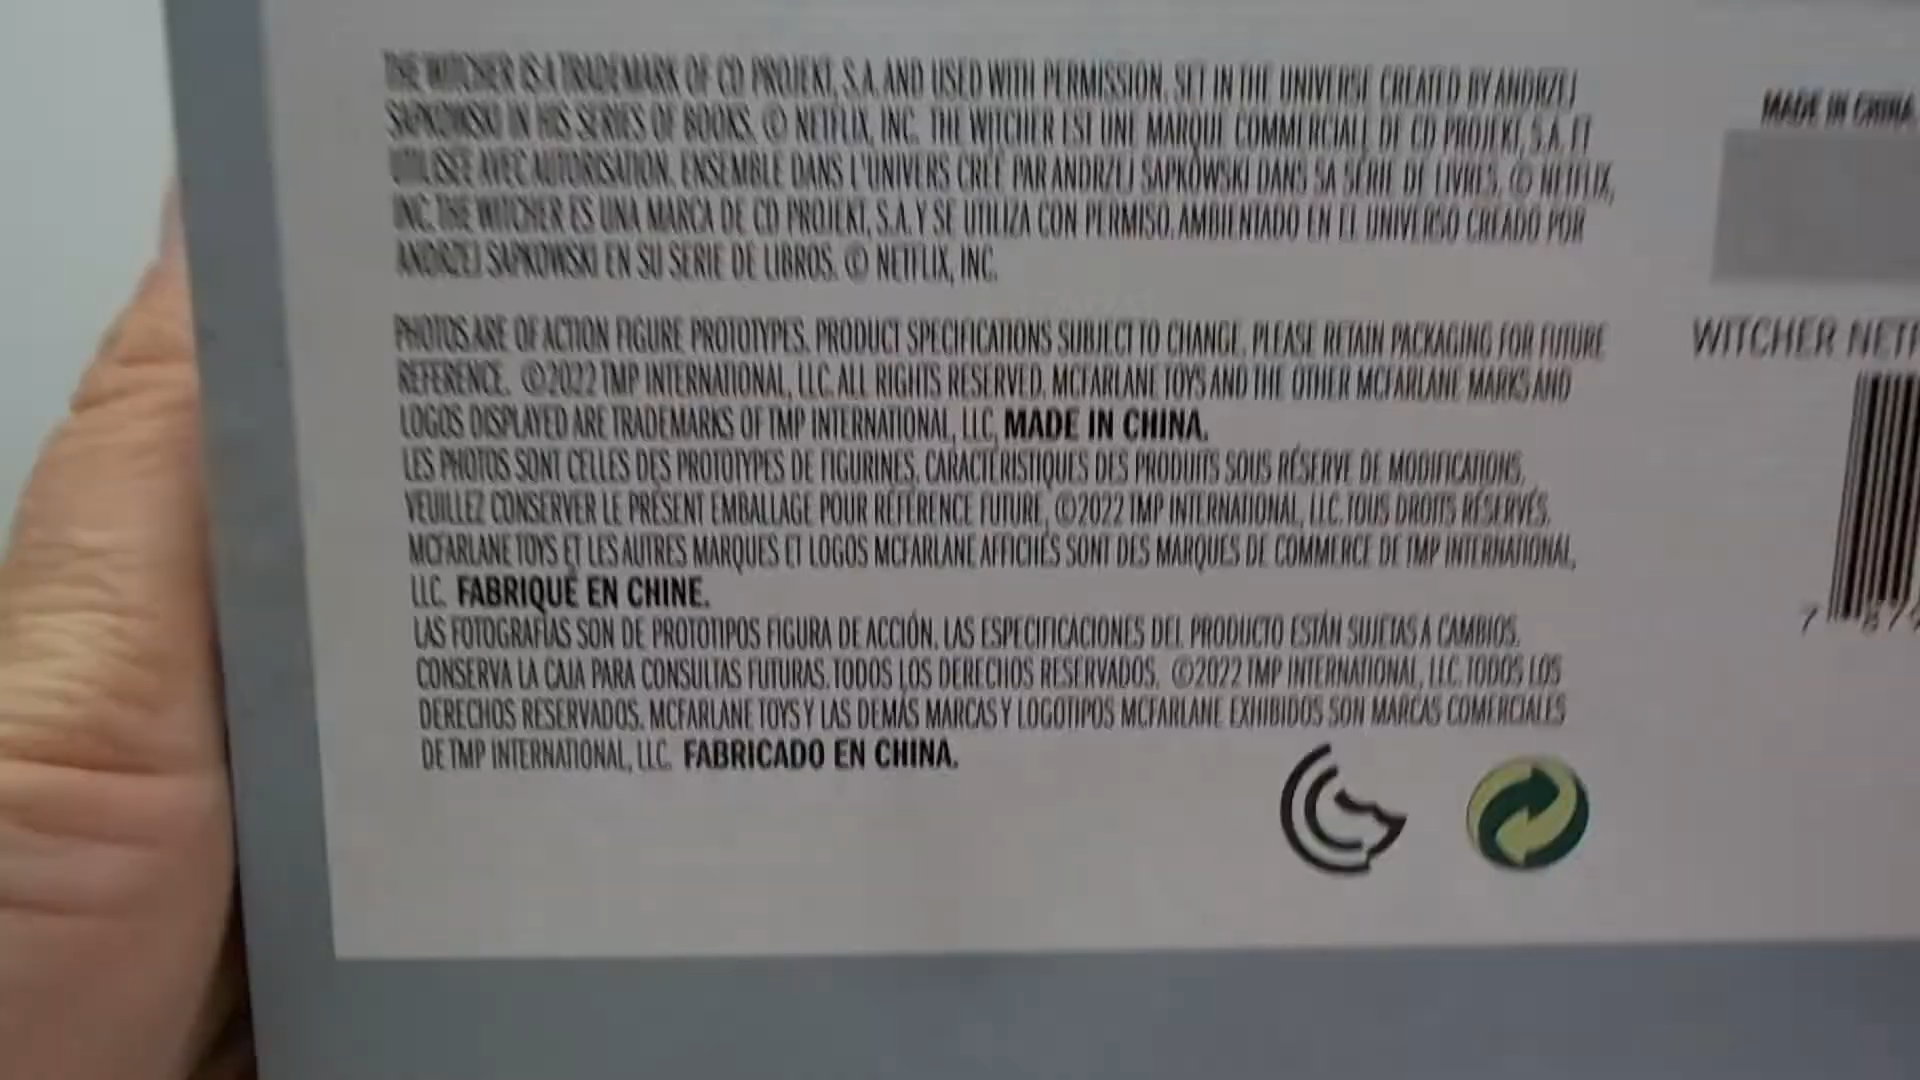 THE WITCHER IS A TRADEMARK OF CD PROJEKT, S.A. AND USED WITH PERMISSION. SET IN THE UNIVERSE CREATED BY ANDRZEJ
SAPKOWSKI IN HIS SERIES OF BOOKS. © NETFLIX, INC. THE WITCHER EST UNE MARQUE COMMERCIALE DE CD PROJEKT, S.A. ET
UTILISÉE AVEC AUTORISATION. ENSEMBLE DANS L'UNIVERS CRÉÉ PAR ANDRZEJ SAPKOWSKI DANS SA SÉRIE DE LIVRES. © NETFLIX,
INC. THE WITCHER ES UNA MARCA DE CD PROJEKT, S.A. Y SE UTILIZA CON PERMISO. AMBIENTADO EN EL UNIVERSO CREADO POR
ANDRZEJ SAPKOWSKI EN SU SERIE DE LIBROS. © NETFLIX, INC.
PHOTOS ARE OF ACTION FIGURE PROTOTYPES. PRODUCT SPECIFICATIONS SUBJECT TO CHANGE. PLEASE RETAIN PACKAGING FOR FUTURE
REFERENCE. ©2022 TMP INTERNATIONAL, LLC. ALL RIGHTS RESERVED. MCFARLANE TOYS AND THE OTHER MCFARLANE MARKS AND
LOGOS DISPLAYED ARE TRADEMARKS OF TMP INTERNATIONAL, LLC. MADE IN CHINA.
LES PHOTOS SONT CELLES DES PROTOTYPES DE FIGURINES. CARACTÉRISTIQUES DES PRODUITS SOUS RÉSERVE DE MODIFICATIONS.
VEUILLEZ CONSERVER LE PRÉSENT EMBALLAGE POUR RÉFÉRENCE FUTURE. ©2022 TMP INTERNATIONAL, LLC. TOUS DROITS RÉSERVÉS.
MCFARLANE TOYS ET LES AUTRES MARQUES ET LOGOS MCFARLANE AFFICHÉS SONT DES MARQUES DE COMMERCE DE TMP INTERNATIONAL,
LLC. FABRIQUÉ EN CHINE.
LAS FOTOGRAFÍAS SON DE PROTOTIPOS FIGURA DE ACCIÓN. LAS ESPECIFICACIONES DEL PRODUCTO ESTÁN SUJETAS A CAMBIOS.
CONSERVA LA CAJA PARA CONSULTAS FUTURAS. TODOS LOS DERECHOS RESERVADOS. ©2022 TMP INTERNATIONAL, LLC. TODOS LOS
DERECHOS RESERVADOS. MCFARLANE TOYS Y LAS DEMÁS MARCAS Y LOGOTIPOS MCFARLANE EXHIBIDOS SON MARCAS COMERCIALES
DE TMP INTERNATIONAL, LLC. FABRICADO EN CHINA.
MADE IN CHINA
WITCHER
7